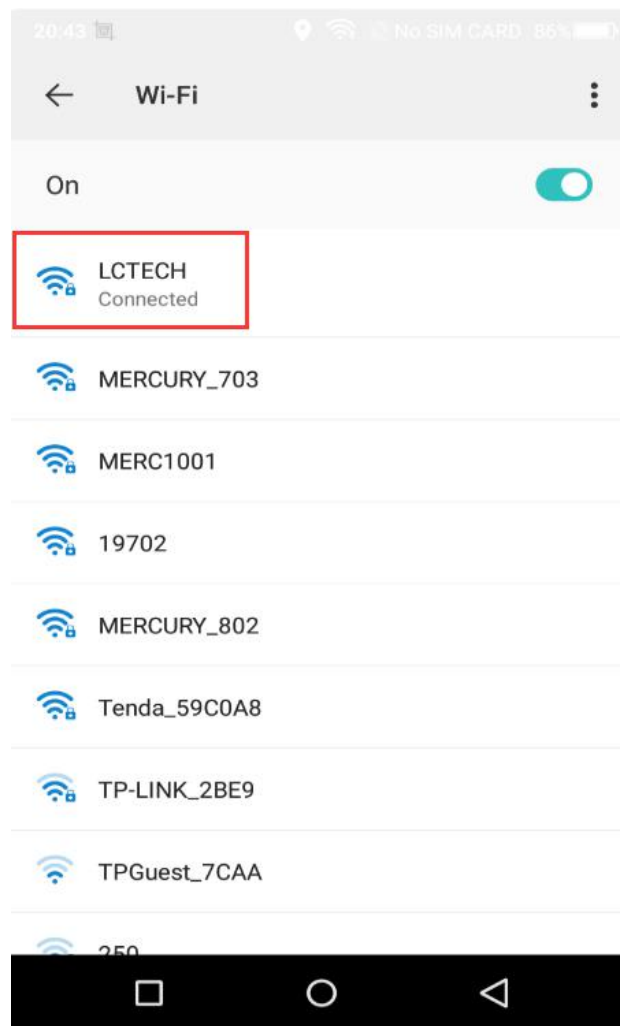 20:43 No SIM CARD 86%
Wi-Fi
On
LCTECH
Connected
MERCURY_703
MERC1001
19702
MERCURY_802
Tenda_59C0A8
TP-LINK_2BE9
TPGuest_7CAA